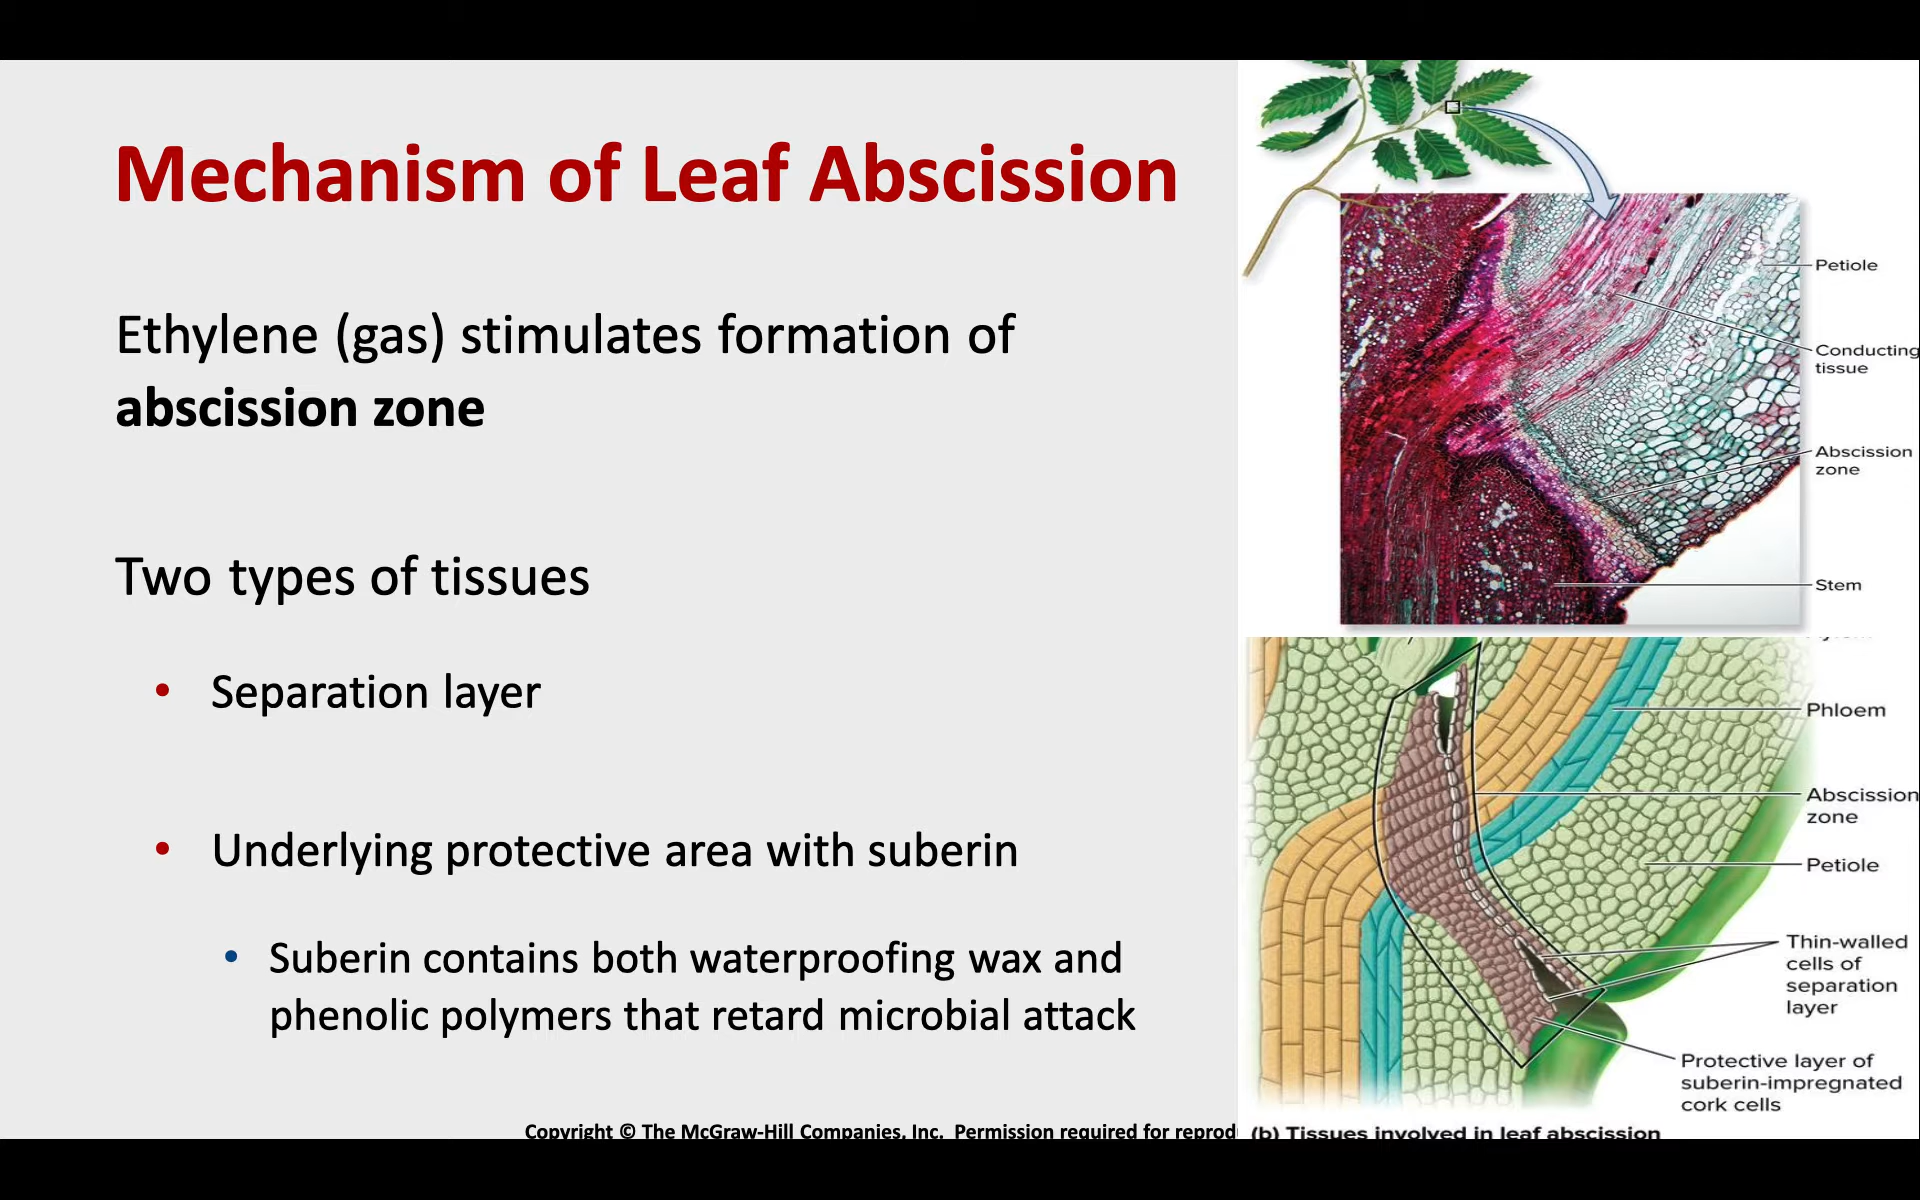 Mechanism of Leaf Abscission
Ethylene (gas) stimulates formation of
abscission zone
Two types of tissues
• Separation layer
• Underlying protective area with suberin
• Suberin contains both waterproofing wax and
phenolic polymers that retard microbial attack
Copyright © The McGraw-Hill Companies, Inc. Permission required for
Petiole
Conducting
tissue
Abscission
zone
Stem
Phloem
Abscission
zone
Petiole
Thin-walled
cells of
separation
layer
Protective layer of
suberin-impregnated
cork cells
(b) Tissues involved in leaf abscission